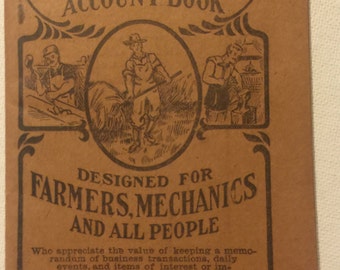 ACCOUNT BOOK
DESIGNED FOR
FARMERS, MECHANICS
AND ALL PEOPLE
Who appreciate the value of keeping a memo-
randum of business transactions, daily
events, and items of interest or im-